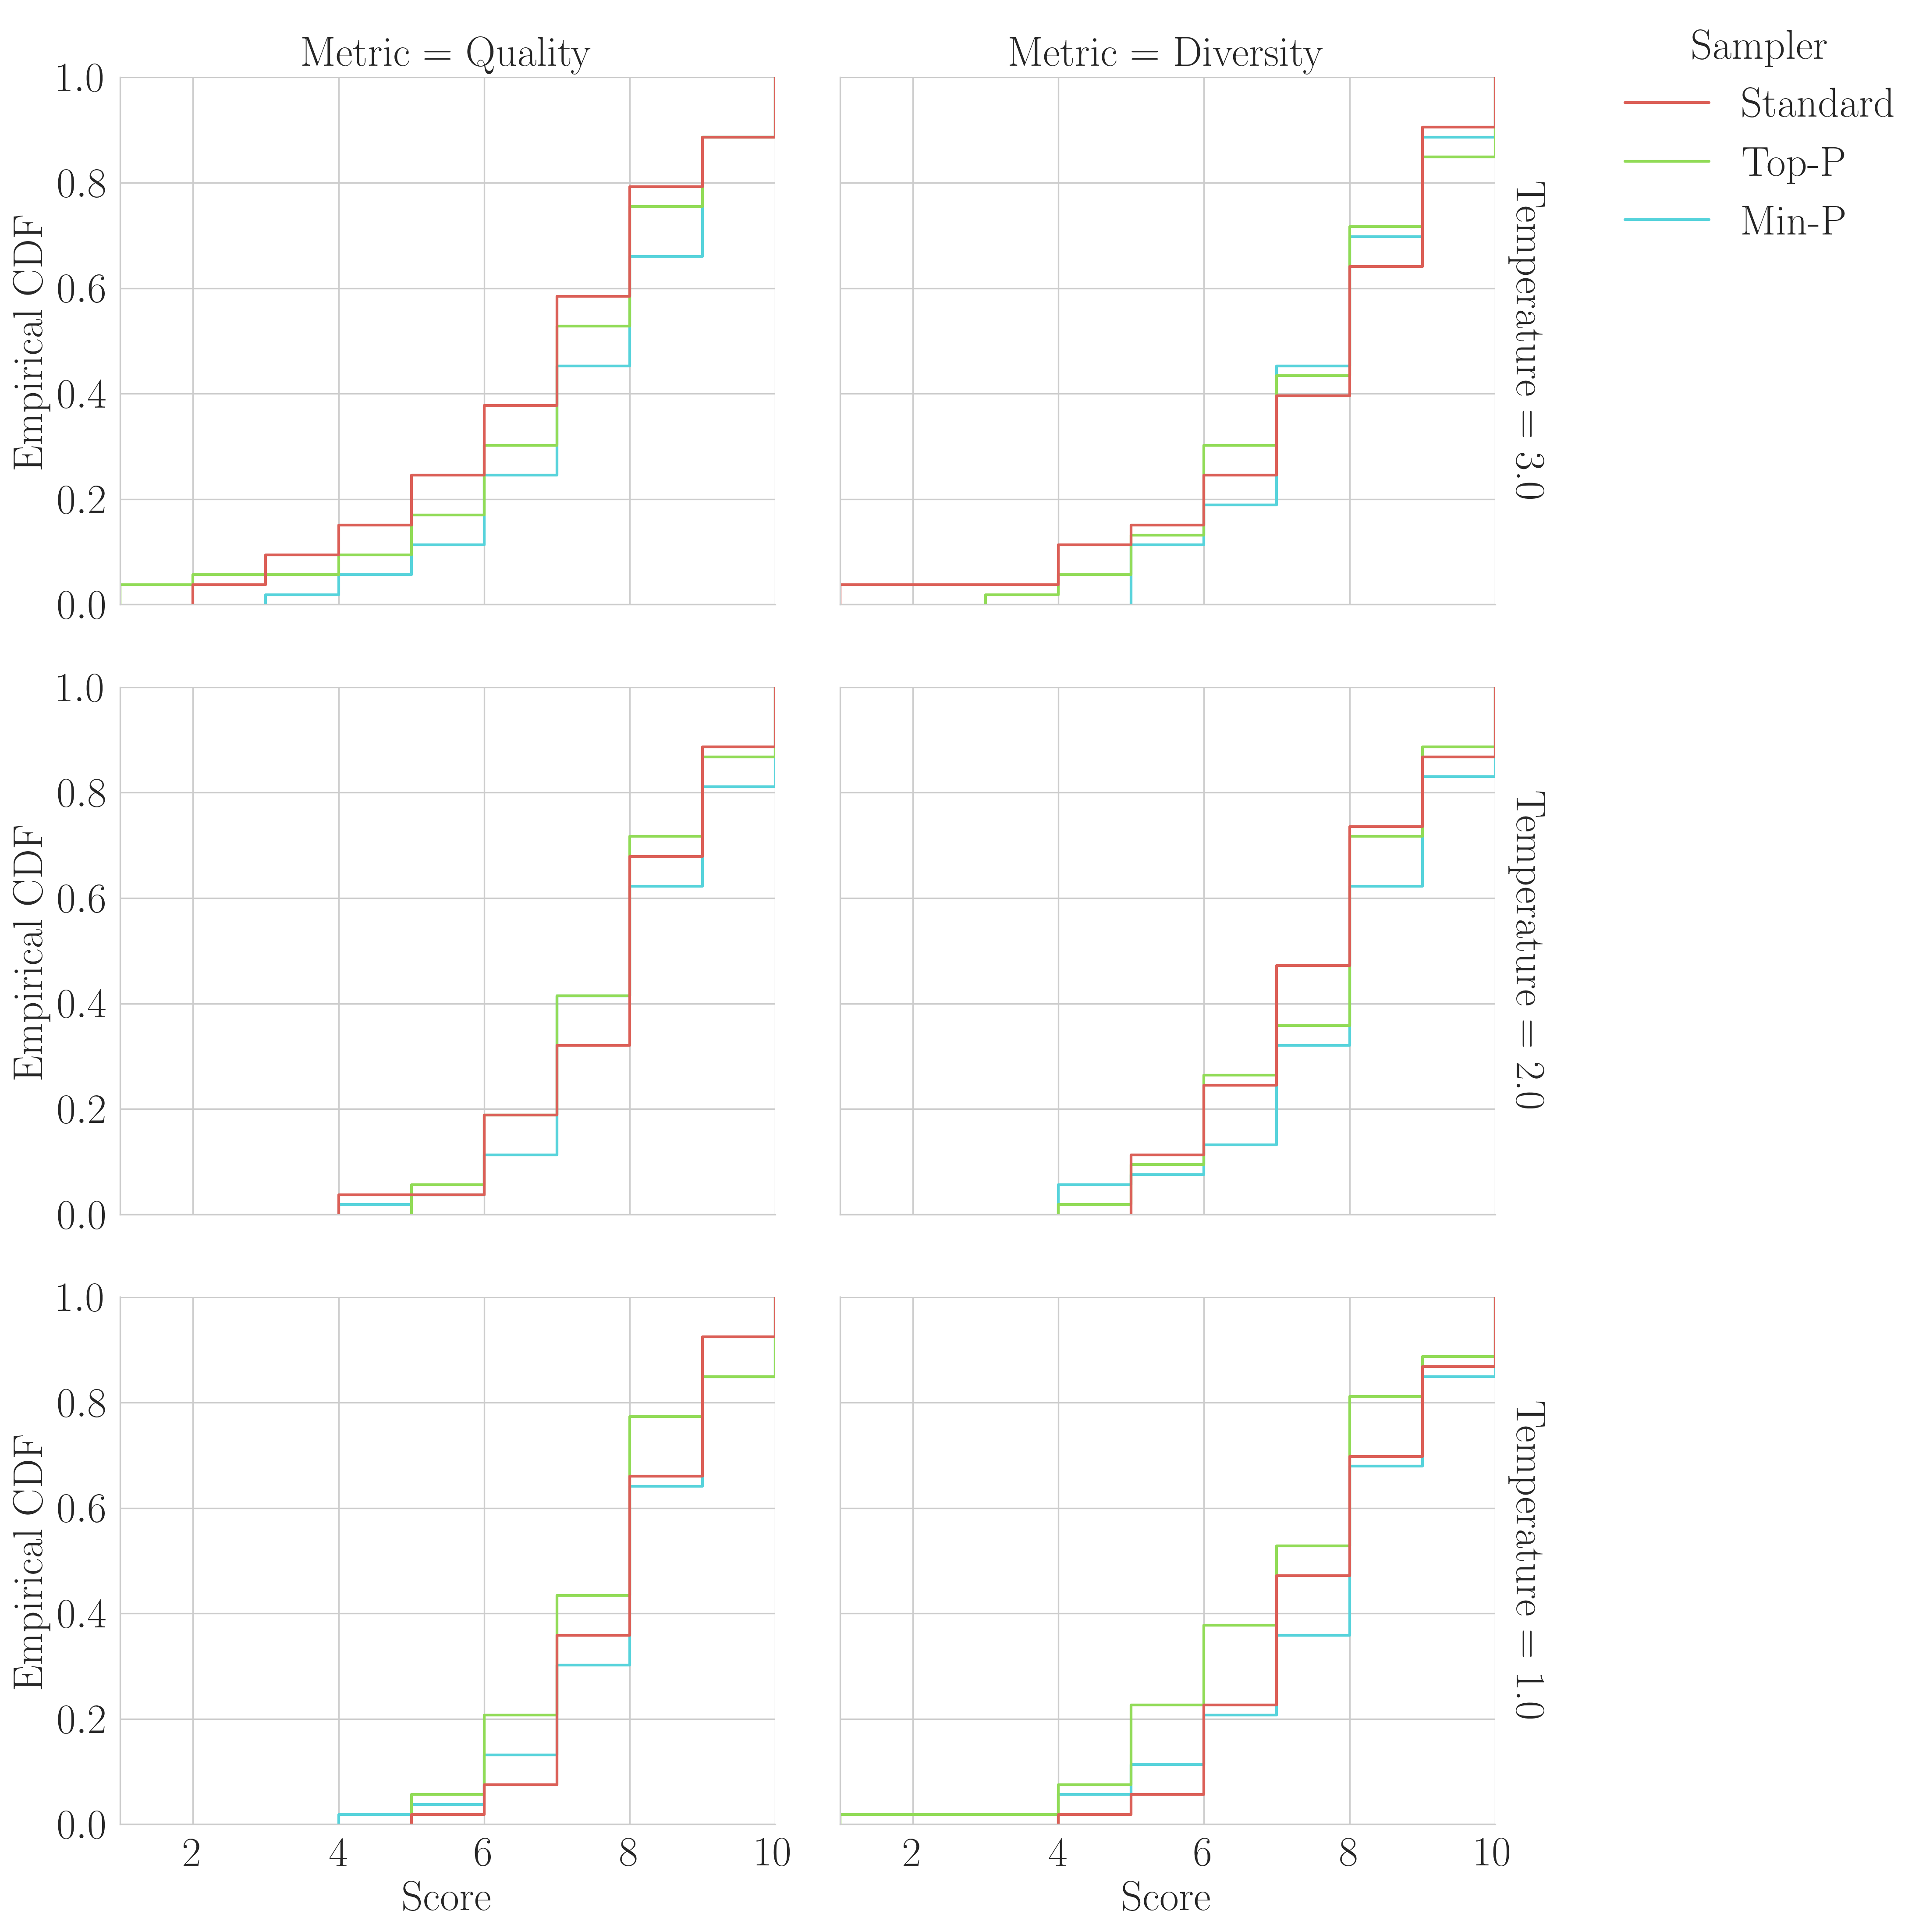 Metric = Quality
Metric = Diversity
Sampler
Standard
Top-P
Min-P
1.0
0.8
0.6
0.4
0.2
0.0
Empirical CDF
Temperature = 3.0
1.0
0.8
0.6
0.4
0.2
0.0
Empirical CDF
Temperature = 2.0
1.0
0.8
0.6
0.4
0.2
0.0
Empirical CDF
Temperature = 1.0
2 4 6 8 10
Score
2 4 6 8 10
Score